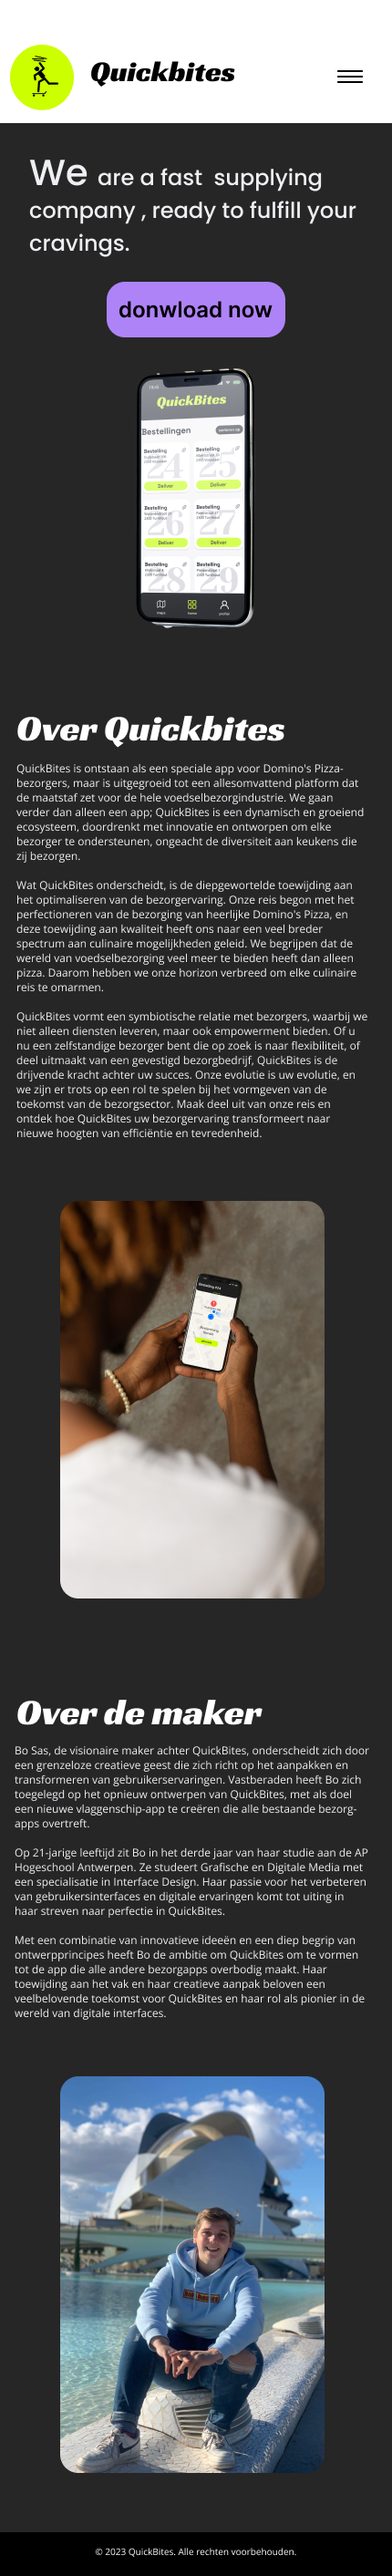 Quickbites
We are a fast supplying
company , ready to fulfill your
cravings.
donwload now
QuickBites
Bestellingen
Bestelling
Bestelling
24
25
Deliver
Deliver
Bestelling
Bestelling
26
27
Deliver
Deliver
Bestelling
Bestelling
28
29
Over Quickbites
QuickBites is ontstaan als een speciale app voor Domino's Pizza-
bezorgers, maar is uitgegroeid tot een allesomvattend platform dat
de maatstaf zet voor de hele voedselbezorgindustrie. We gaan
verder dan alleen een app; QuickBites is een dynamisch en groeiend
ecosysteem, doordrenkt met innovatie en ontworpen om elke
bezorger te ondersteunen, ongeacht de diversiteit aan keukens die
zij bezorgen.
Wat QuickBites onderscheidt, is de diepgewortelde toewijding aan
het optimaliseren van de bezorgervaring. Onze reis begon met het
perfectioneren van de bezorging van heerlijke Domino's Pizza, en
deze toewijding aan kwaliteit heeft ons naar een veel breder
spectrum aan culinaire mogelijkheden geleid. We begrijpen dat de
wereld van voedselbezorging veel meer te bieden heeft dan alleen
pizza. Daarom hebben we onze horizon verbreed om elke culinaire
reis te omarmen.
QuickBites vormt een symbiotische relatie met bezorgers, waarbij we
niet alleen diensten leveren, maar ook empowerment bieden. Of u
nu een zelfstandige bezorger bent die op zoek is naar flexibiliteit, of
deel uitmaakt van een gevestigd bezorgbedrijf, QuickBites is de
drijvende kracht achter uw succes. Onze evolutie is uw evolutie, en
we zijn er trots op een rol te spelen bij het vormgeven van de
toekomst van de bezorgsector. Maak deel uit van onze reis en
ontdek hoe QuickBites uw bezorgervaring transformeert naar
nieuwe hoogten van efficiëntie en tevredenheid.
Over de maker
Bo Sas, de visionaire maker achter QuickBites, onderscheidt zich door
een grenzeloze creatieve geest die zich richt op het aanpakken en
transformeren van gebruikerservaringen. Vastberaden heeft Bo zich
toegelegd op het opnieuw ontwerpen van QuickBites, met als doel
een nieuwe vlaggenschip-app te creëren die alle bestaande bezorg-
apps overtreft.
Op 21-jarige leeftijd zit Bo in het derde jaar van haar studie aan de AP
Hogeschool Antwerpen. Ze studeert Grafische en Digitale Media met
een specialisatie in Interface Design. Haar passie voor het verbeteren
van gebruikersinterfaces en digitale ervaringen komt tot uiting in
haar streven naar perfectie in QuickBites.
Met een combinatie van innovatieve ideeën en een diep begrip van
ontwerpprincipes heeft Bo de ambitie om QuickBites om te vormen
tot de app die alle andere bezorgapps overbodig maakt. Haar
toewijding aan het vak en haar creatieve aanpak beloven een
veelbelovende toekomst voor QuickBites en haar rol als pionier in de
wereld van digitale interfaces.
© 2023 QuickBites. Alle rechten voorbehouden.